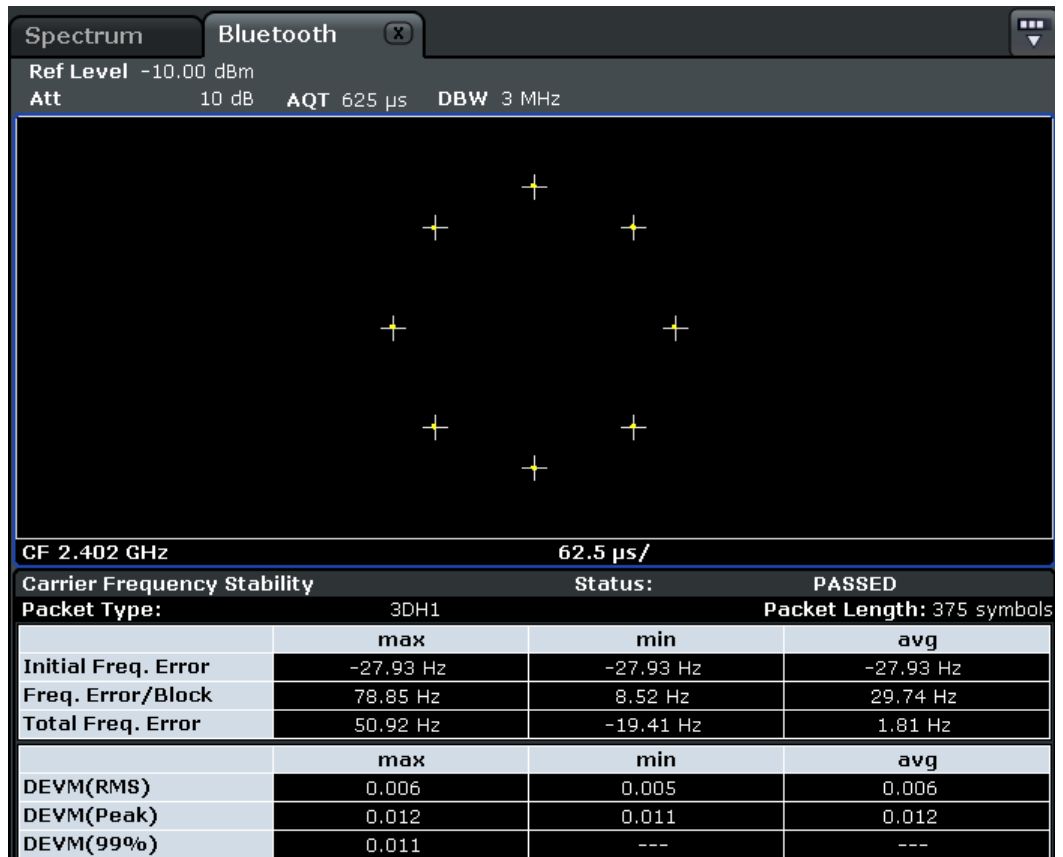 Spectrum Bluetooth X
Ref Level -10.00 dBm
Att 10 dB AQT 625 µs DBW 3 MHz
CF 2.402 GHz 62.5 µs/
Carrier Frequency Stability Status: PASSED
Packet Type: 3DH1 Packet Length: 375 symbols
max min avg
Initial Freq. Error -27.93 Hz -27.93 Hz -27.93 Hz
Freq. Error/Block 78.85 Hz 8.52 Hz 29.74 Hz
Total Freq. Error 50.92 Hz -19.41 Hz 1.81 Hz
max min avg
DEVM(RMS) 0.006 0.005 0.006
DEVM(Peak) 0.012 0.011 0.012
DEVM(99%) 0.011 --- ---